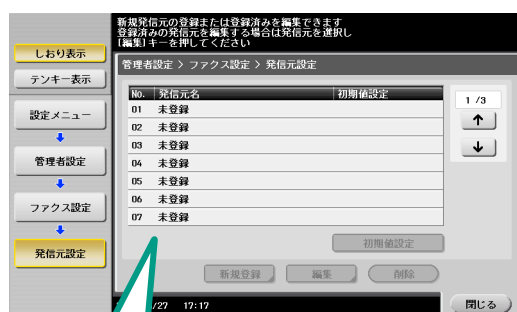 新規発信元の登録または登録済みを編集できます
登録済みの発信元を編集する場合は発信元を選択し
[編集]キーを押してください
しおり表示
テンキー表示
設定メニュー
管理者設定
ファクス設定
発信元設定
管理者設定 > ファクス設定 > 発信元設定
No. 発信元名 初期値設定
01 未登録
02 未登録
03 未登録
04 未登録
05 未登録
06 未登録
07 未登録
1 /3
↑
↓
初期値設定
新規登録 編集 削除
/27 17:17
閉じる